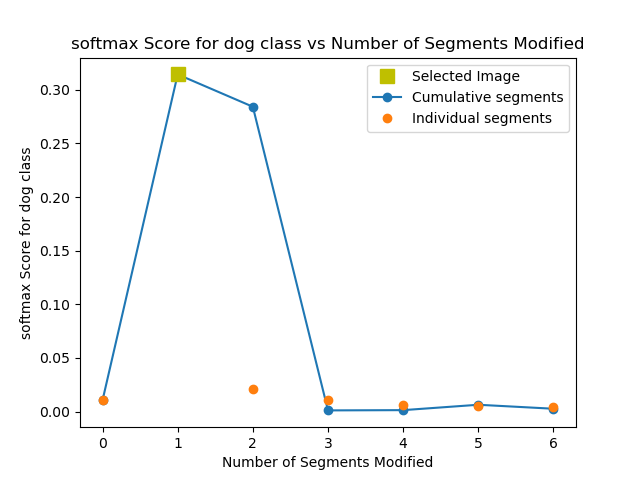 softmax Score for dog class vs Number of Segments Modified
Selected Image
Cumulative segments
Individual segments
softmax Score for dog class
0.30
0.25
0.20
0.15
0.10
0.05
0.00
0 1 2 3 4 5 6
Number of Segments Modified